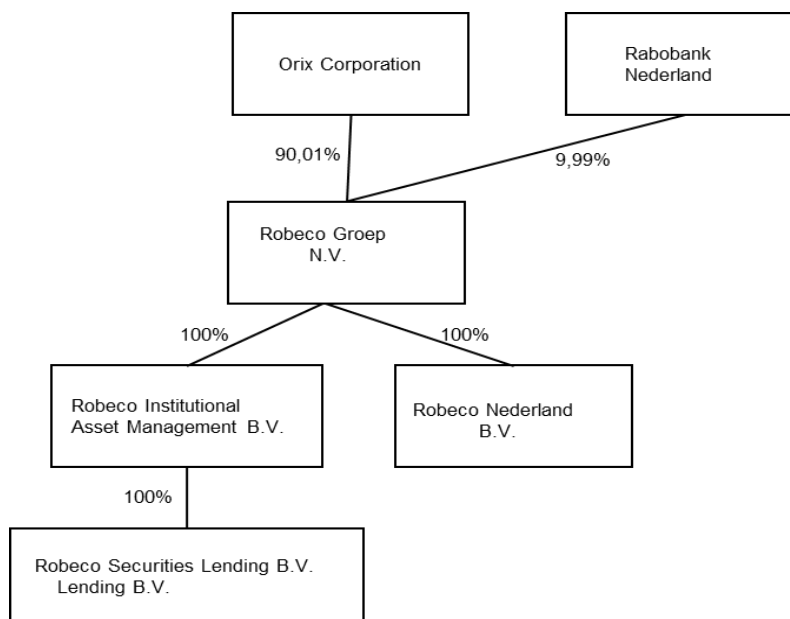 Orix Corporation
Rabobank
Nederland
90,01%
9,99%
Robeco Groep
N.V.
100%
100%
Robeco Institutional
Asset Management B.V.
Robeco Nederland
B.V.
100%
Robeco Securities Lending B.V.
Lending B.V.